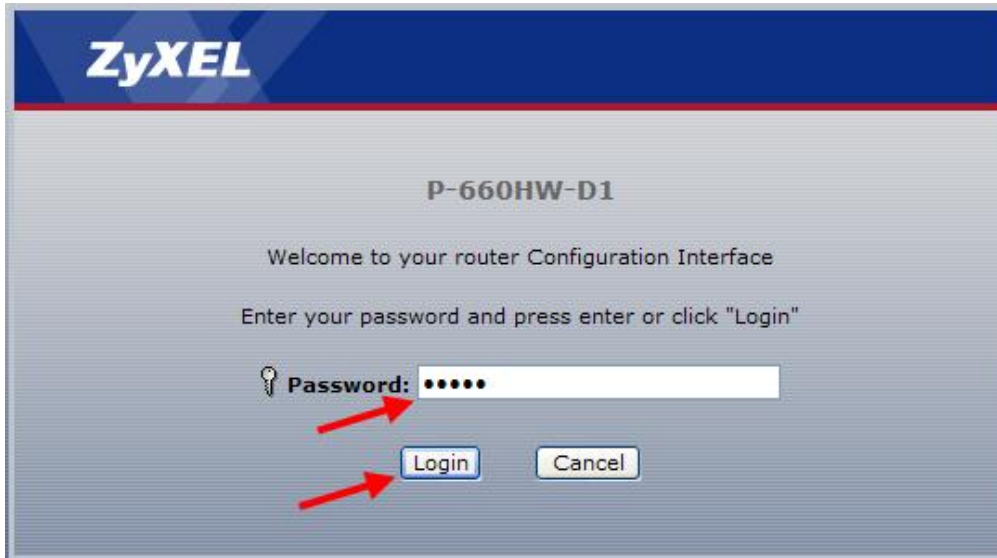 ZyXEL
P-660HW-D1
Welcome to your router Configuration Interface
Enter your password and press enter or click "Login"
Password: •••••
Login Cancel